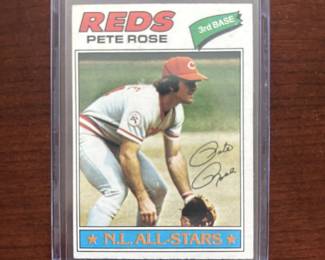 REDS
PETE ROSE
3rd BASE
Pete
Rose
★ N.L. ALL-STARS ★